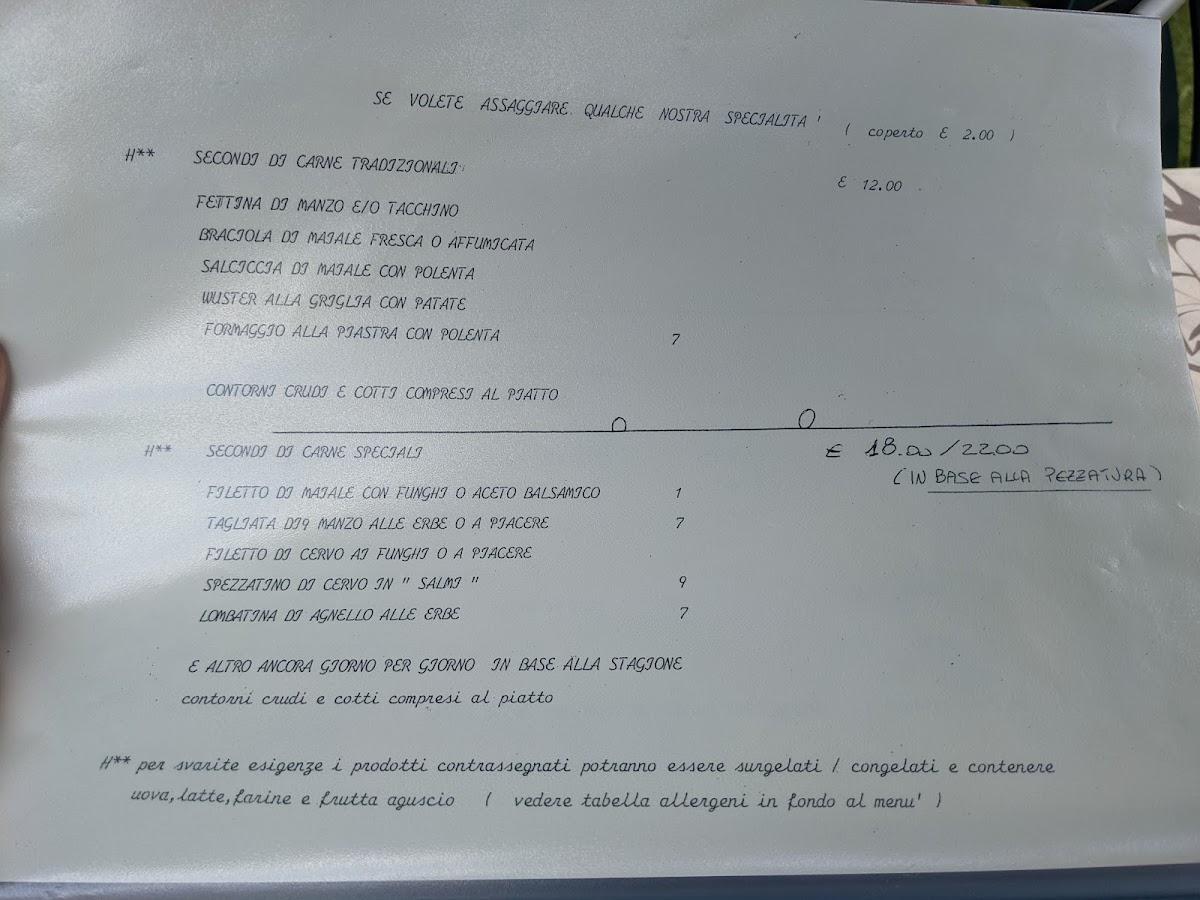 SE VOLETE ASSAGGIARE QUALCHE NOSTRA SPECIALITA' ( coperto € 2.00 )
H** SECONDI DI CARNE TRADIZIONALI € 12.00
FETTINA DI MANZO E/O TACCHINO
BRACIOLA DI MAIALE FRESCA O AFFUMICATA
SALCICCIA DI MAIALE CON POLENTA
WUSTER ALLA GRIGLIA CON PATATE
FORMAGGIO ALLA PIASTRA CON POLENTA 7
CONTORNI CRUDI E COTTI COMPRESI AL PIATTO
H** SECONDI DI CARNE SPECIALI € 18.00/22.00
(IN BASE ALLA PEZZATURA)
FILETTO DI MAIALE CON FUNGHI O ACETO BALSAMICO 1
TAGLIATA DI9 MANZO ALLE ERBE O A PIACERE 7
FILETTO DI CERVO AI FUNGHI O A PIACERE
SPEZZATINO DI CERVO IN " SALMI " 9
LOMBATINA DI AGNELLO ALLE ERBE 7
E ALTRO ANCORA GIORNO PER GIORNO IN BASE ALLA STAGIONE
contorni crudi e cotti compresi al piatto
H** per svarite esigenze i prodotti contrassegnati potranno essere surgelati / congelati e contenere
uova,latte,farine e frutta aguscio ( vedere tabella allergeni in fondo al menu' )